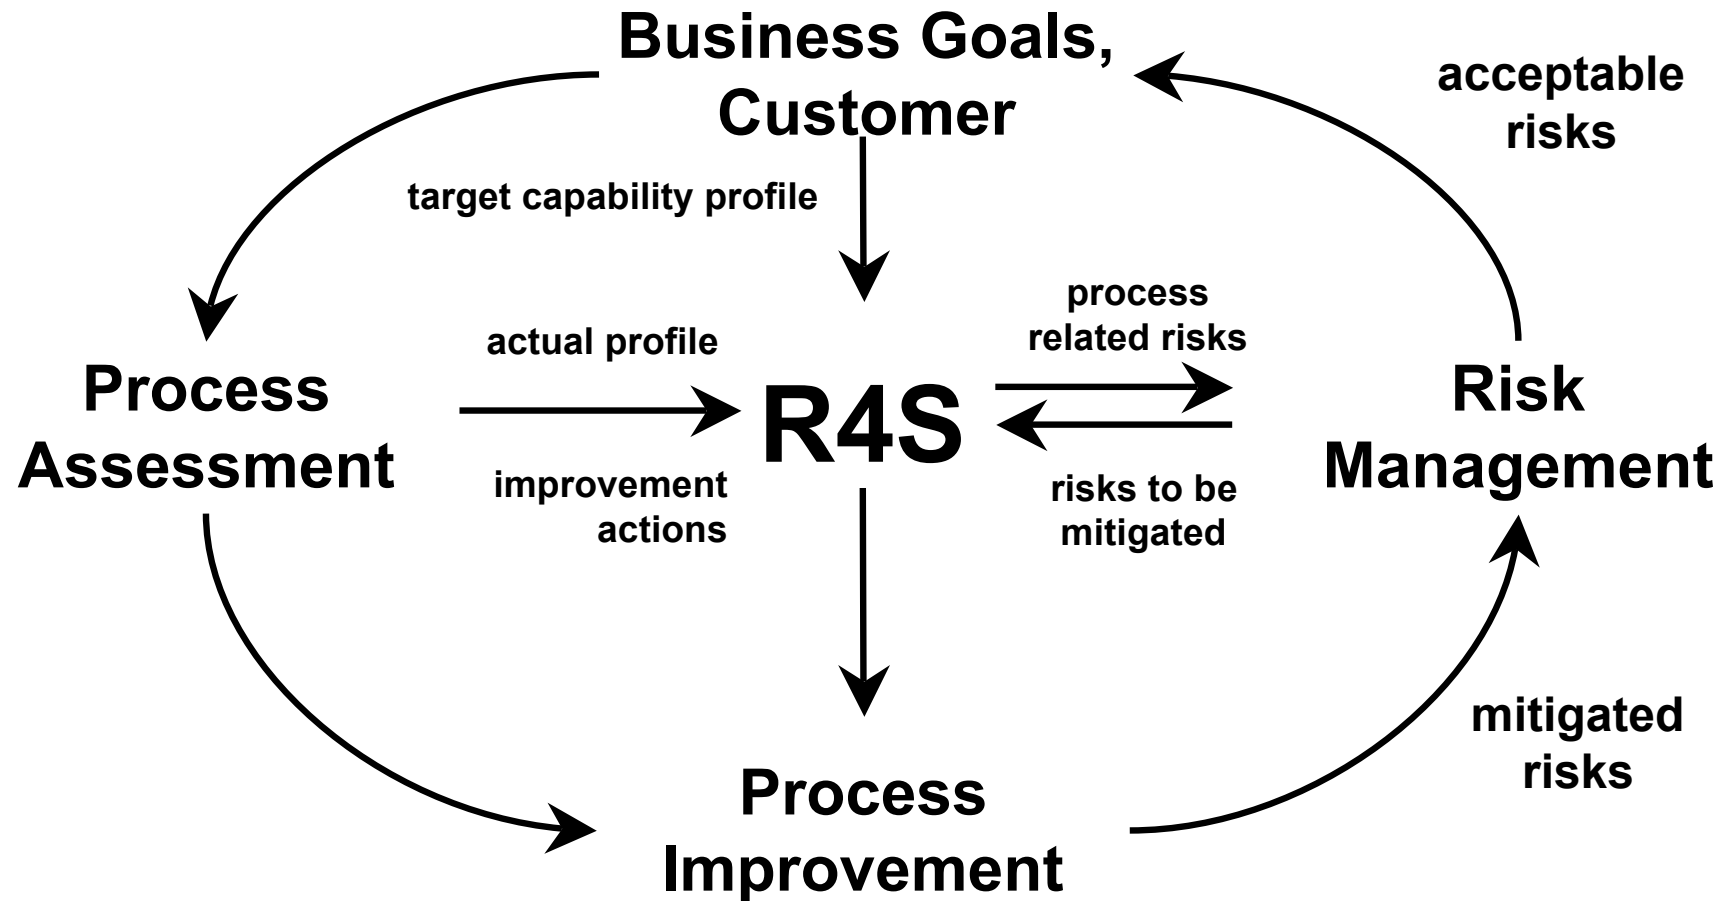 Business Goals,
Customer
acceptable
risks
target capability profile
process
related risks
actual profile
Process
Assessment
R4S
Risk
Management
improvement
actions
risks to be
mitigated
mitigated
risks
Process
Improvement